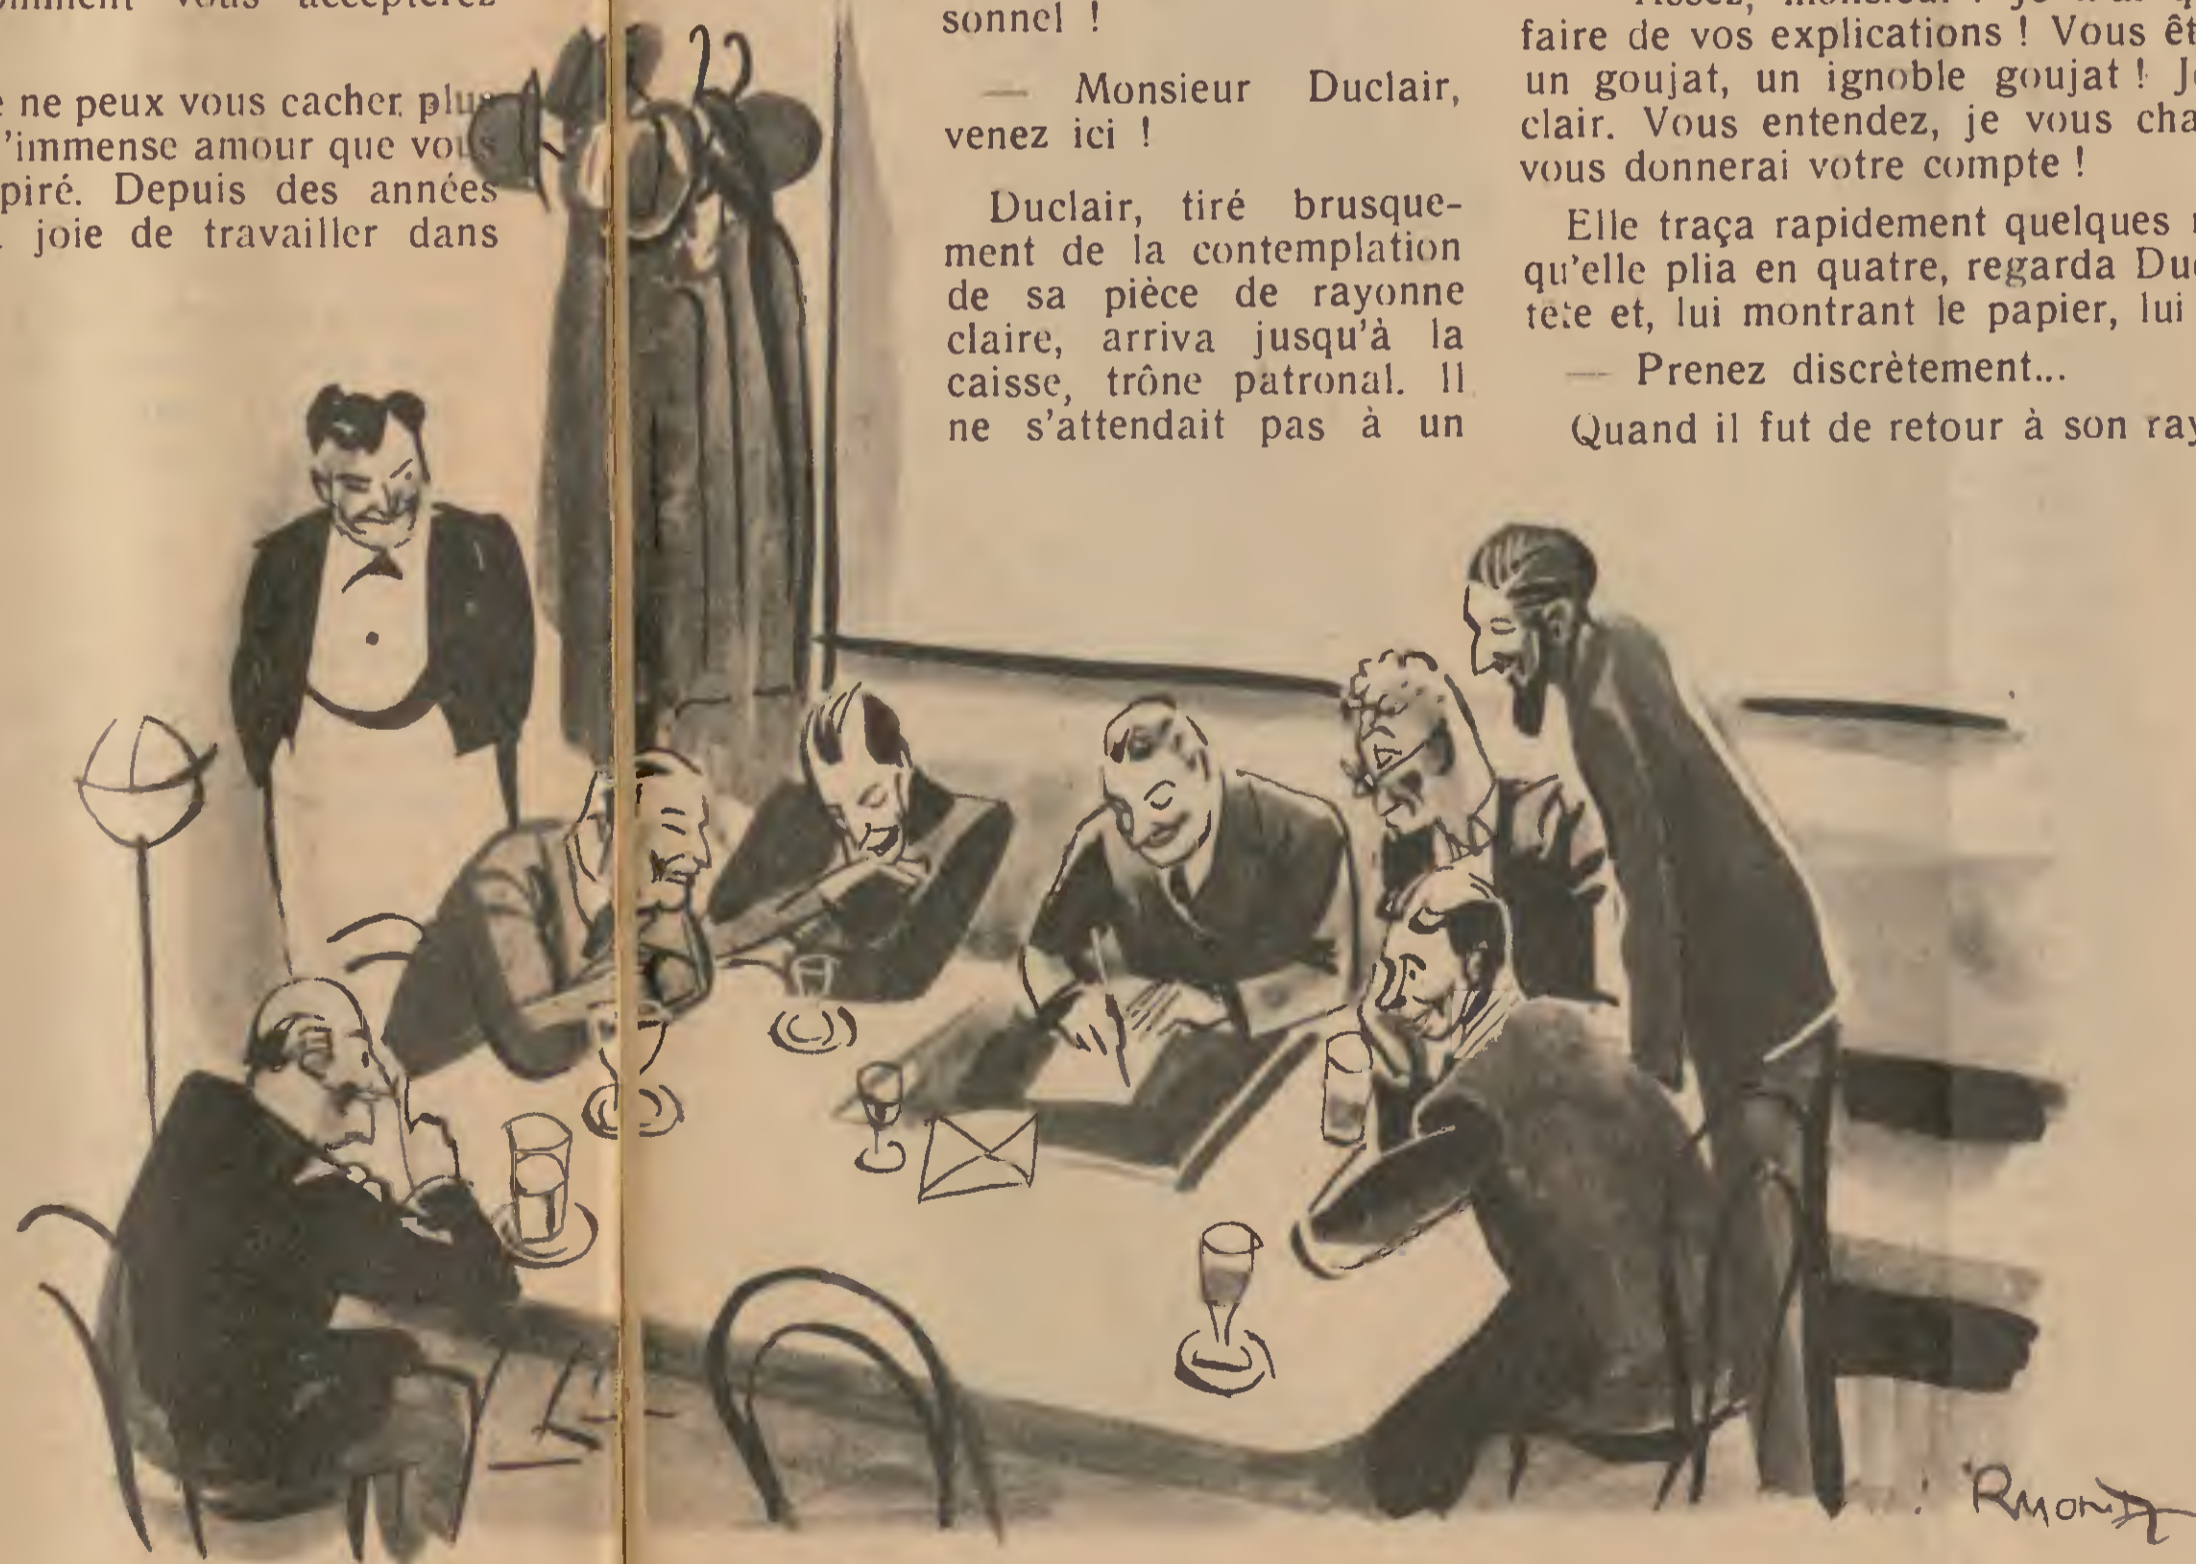 vous
ne peux vous cacher plus
l'immense amour que vous
piré. Depuis des années
joie de travailler dans
sonnel !
— Monsieur Duclair,
venez ici !
Duclair, tiré brusque-
ment de la contemplation
de sa pièce de rayonne
claire, arriva jusqu'à la
caisse, trône patronal. Il
ne s'attendait pas à un
faire de vos explications ! Vous êt
un goujat, un ignoble goujat ! J
clair. Vous entendez, je vous cha
vous donnerai votre compte !
Elle traça rapidement quelques
qu'elle plia en quatre, regarda Du
tête et, lui montrant le papier, lui
— Prenez discrètement...
Quand il fut de retour à son ray